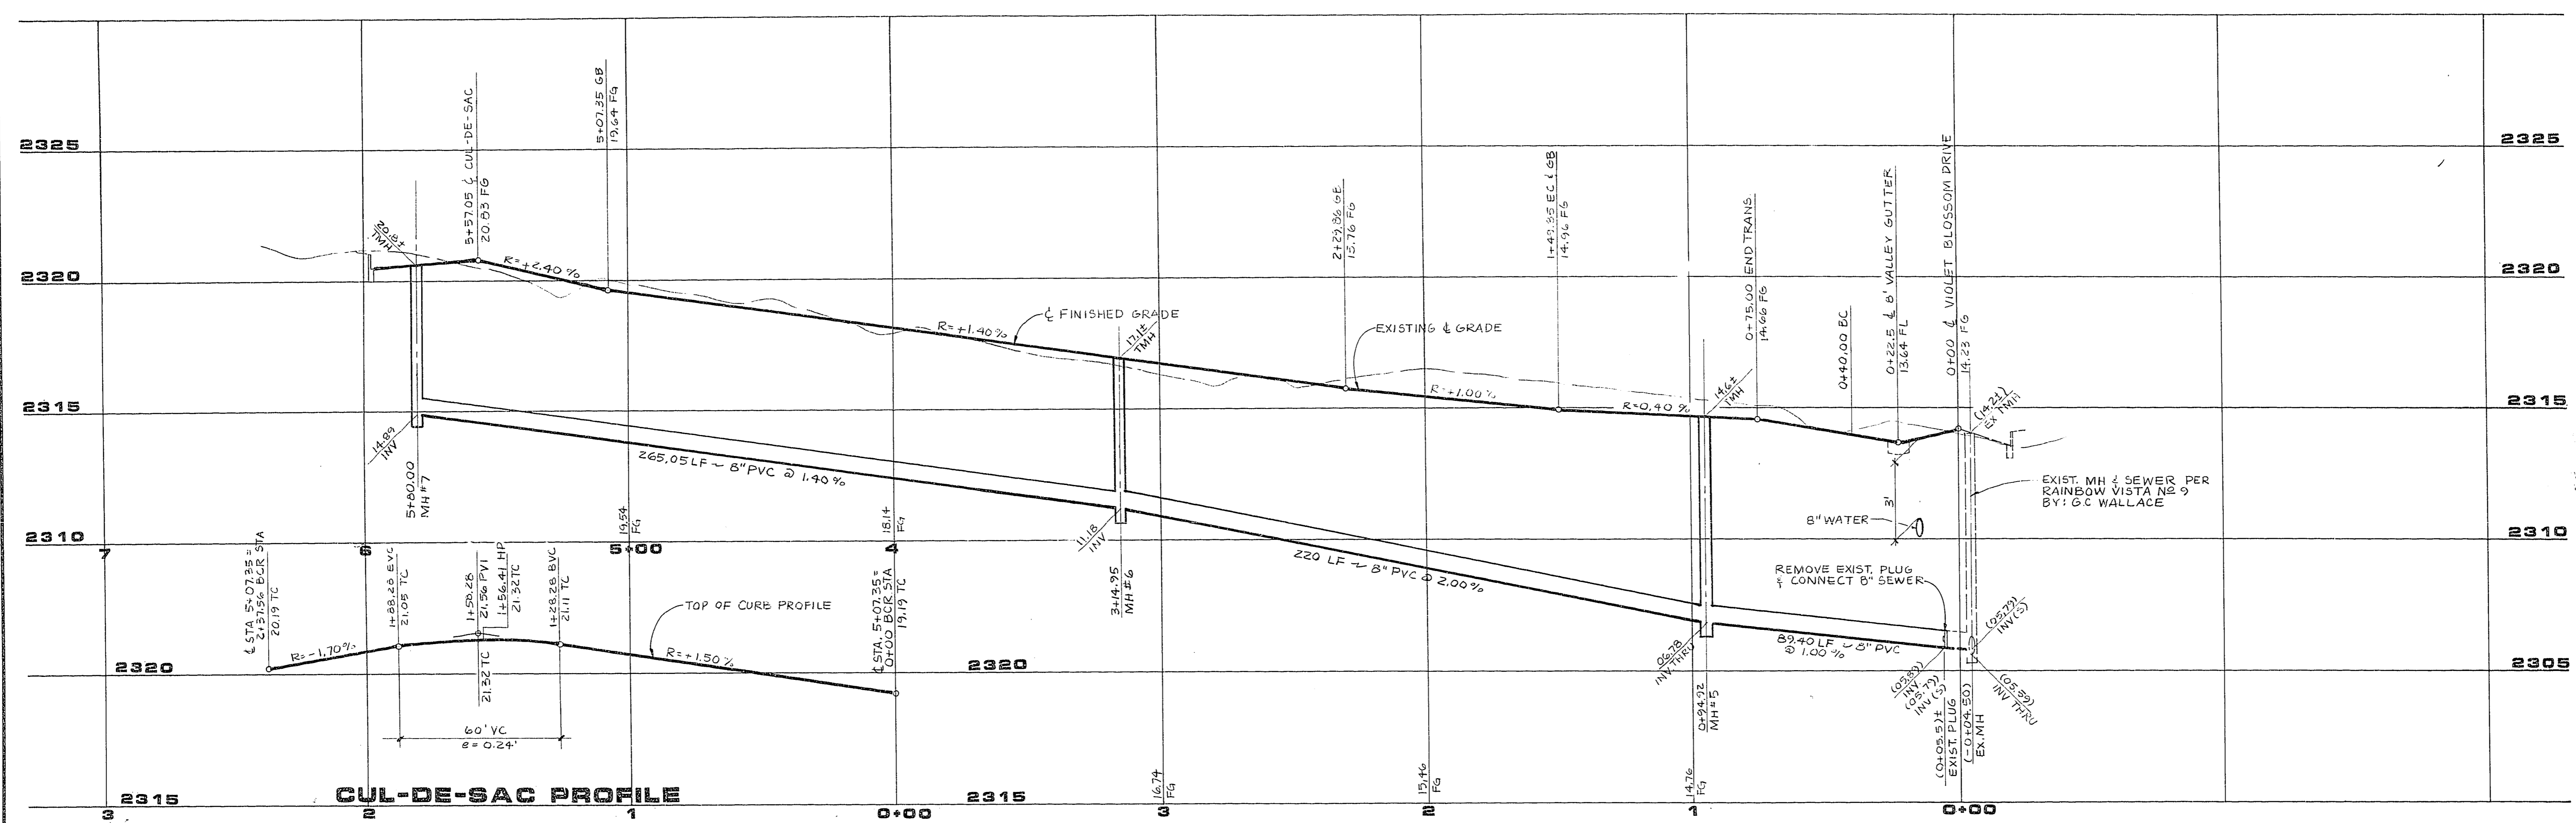 2325
2325
2320
2320
2315
2315
2310
2310
2305
5+57.05 ℄ CUL-DE-SAC
20.83 FG
5+07.35 GB
19.64 FG
2+29.86 GB
15.76 FG
1+49.85 EC & GB
14.96 FG
0+75.00 END TRANS
14.66 FG
0+40.00 BC
0+22.5 ℄ 8' VALLEY GUTTER
13.64 FL
0+00 ℄ VIOLET BLOSSOM DRIVE
14.23 FG
20.8±
TMH
R=+2.40%
R=+1.40%
℄ FINISHED GRADE
17.1±
TMH
EXISTING ℄ GRADE
R=+1.00%
R=0.40%
14.6±
TMH
(14.2±)
EX TMH
14.89
INV
5+80.00
MH #7
265.05 LF ~ 8" PVC @ 1.40%
11.18
INV
3+14.95
MH #6
220 LF ~ 8" PVC @ 2.00%
3'
8" WATER
EXIST. MH & SEWER PER
RAINBOW VISTA Nº 9
BY: G.C WALLACE
REMOVE EXIST. PLUG
& CONNECT 8" SEWER
06.78
INV. THRU
0+94.92
MH #5
89.40 LF ~ 8" PVC
@ 1.00%
(05.79)
INV(S)
(05.89)
INV.
(05.79)
INV(S)
(05.59)
INV THRU
(0+05.5)±
EXIST. PLUG
(-0+04.50)
EX. MH
7
6
5+00
4
19.54
FG
18.14
FG
16.74
FG
15.46
FG
14.76
FG
℄ STA 5+07.35=
2+37.56 BCR STA
20.19 TC
R=-1.70%
1+88.28 EVC
21.05 TC
1+58.28
21.56 PVI
1+56.41 HP
21.32 TC
21.32 TC
1+28.28 BVC
21.11 TC
TOP OF CURB PROFILE
R=+1.50%
℄ STA. 5+07.35=
0+00 BCR STA
19.19 TC
60' VC
e=0.24'
2320
2320
2315
2315
CUL-DE-SAC PROFILE
3
2
1
0+00
3
2
1
0+00